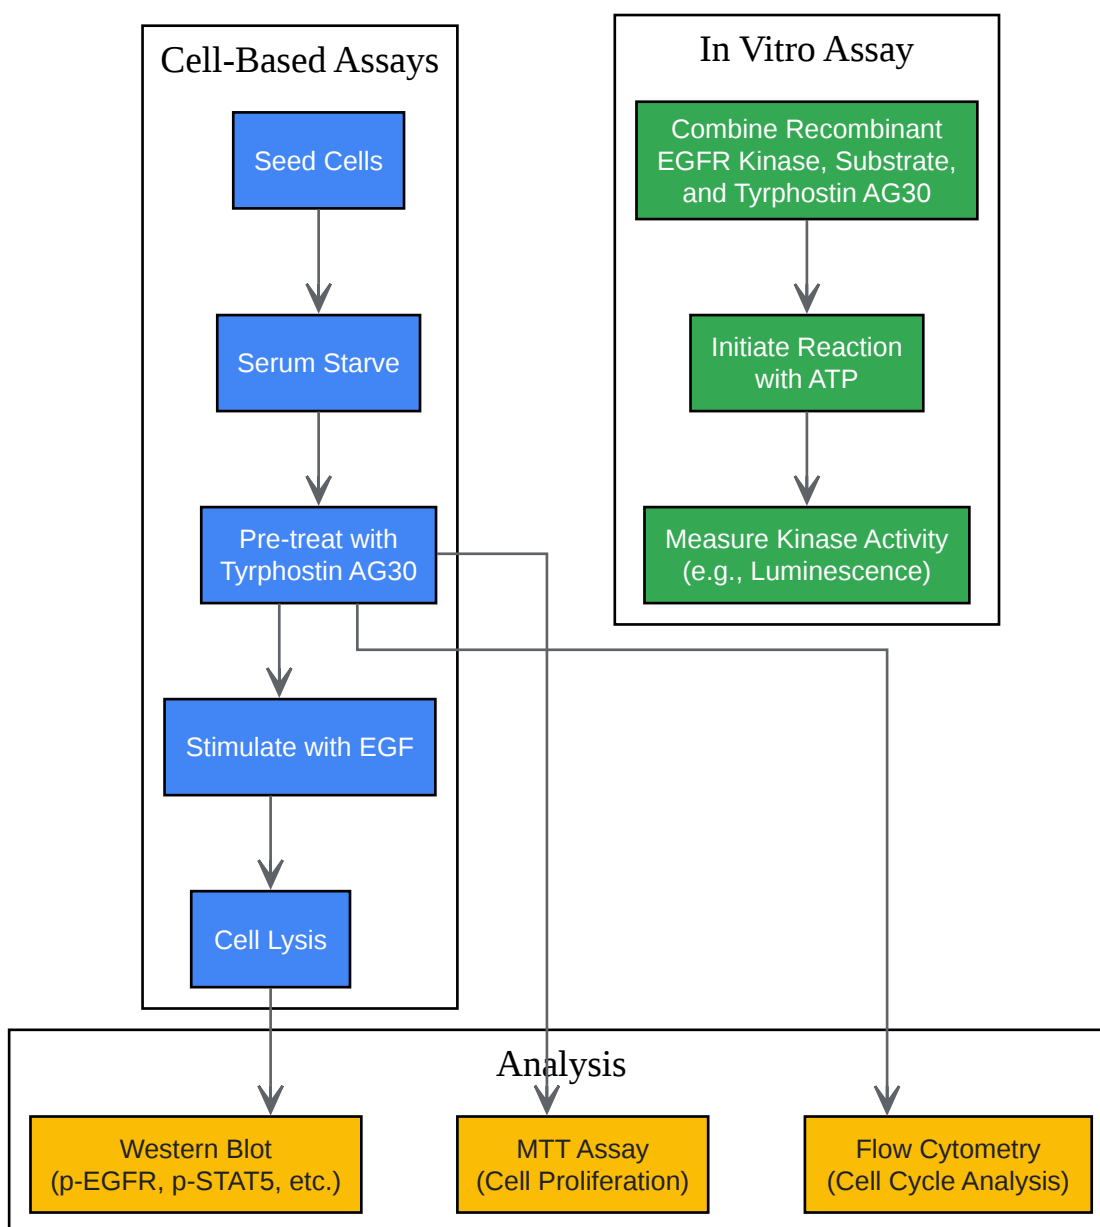 Cell-Based Assays
Seed Cells
Serum Starve
Pre-treat with
Tyrphostin AG30
Stimulate with EGF
Cell Lysis
In Vitro Assay
Combine Recombinant
EGFR Kinase, Substrate,
and Tyrphostin AG30
Initiate Reaction
with ATP
Measure Kinase Activity
(e.g., Luminescence)
Analysis
Western Blot
(p-EGFR, p-STAT5, etc.)
MTT Assay
(Cell Proliferation)
Flow Cytometry
(Cell Cycle Analysis)